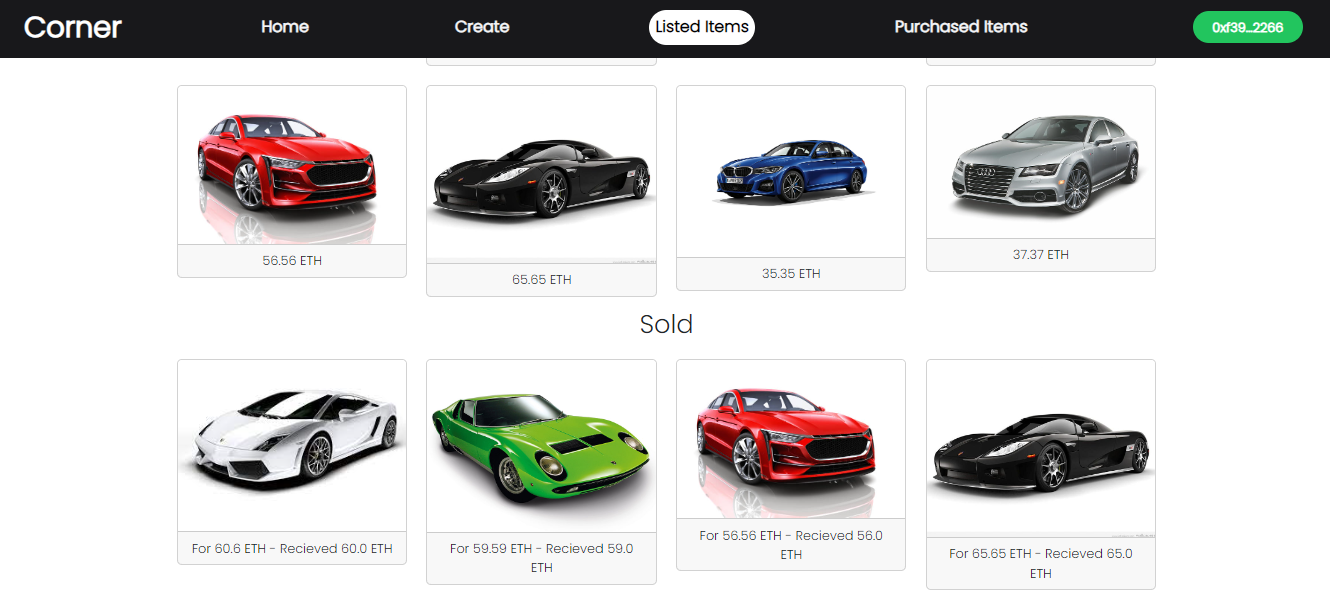 Corner
Home
Create
Listed Items
Purchased Items
0xf39...2266
56.56 ETH
65.65 ETH
35.35 ETH
37.37 ETH
Sold
For 60.6 ETH - Recieved 60.0 ETH
For 59.59 ETH - Recieved 59.0
ETH
For 56.56 ETH - Recieved 56.0
ETH
For 65.65 ETH - Recieved 65.0
ETH